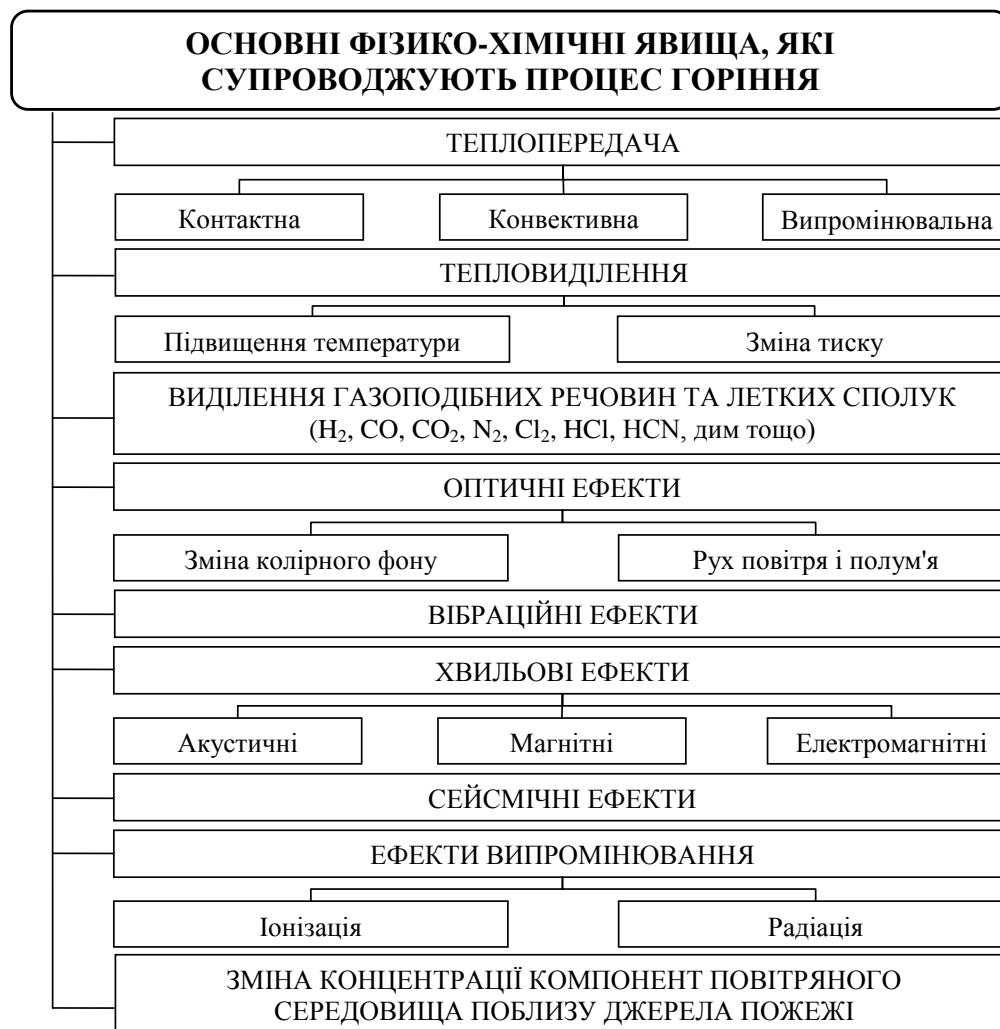 ОСНОВНІ ФІЗИКО-ХІМІЧНІ ЯВИЩА, ЯКІ
СУПРОВОДЖУЮТЬ ПРОЦЕС ГОРІННЯ
ТЕПЛОПЕРЕДАЧА
Контактна
Конвективна
Випромінювальна
ТЕПЛОВИДІЛЕННЯ
Підвищення температури
Зміна тиску
ВИДІЛЕННЯ ГАЗОПОДІБНИХ РЕЧОВИН ТА ЛЕТКИХ СПОЛУК
(H₂, CO, CO₂, N₂, Cl₂, HCl, HCN, дим тощо)
ОПТИЧНІ ЕФЕКТИ
Зміна колірного фону
Рух повітря і полум'я
ВІБРАЦІЙНІ ЕФЕКТИ
ХВИЛЬОВІ ЕФЕКТИ
Акустичні
Магнітні
Електромагнітні
СЕЙСМІЧНІ ЕФЕКТИ
ЕФЕКТИ ВИПРОМІНЮВАННЯ
Іонізація
Радіація
ЗМІНА КОНЦЕНТРАЦІЇ КОМПОНЕНТ ПОВІТРЯНОГО
СЕРЕДОВИЩА ПОБЛИЗУ ДЖЕРЕЛА ПОЖЕЖІ